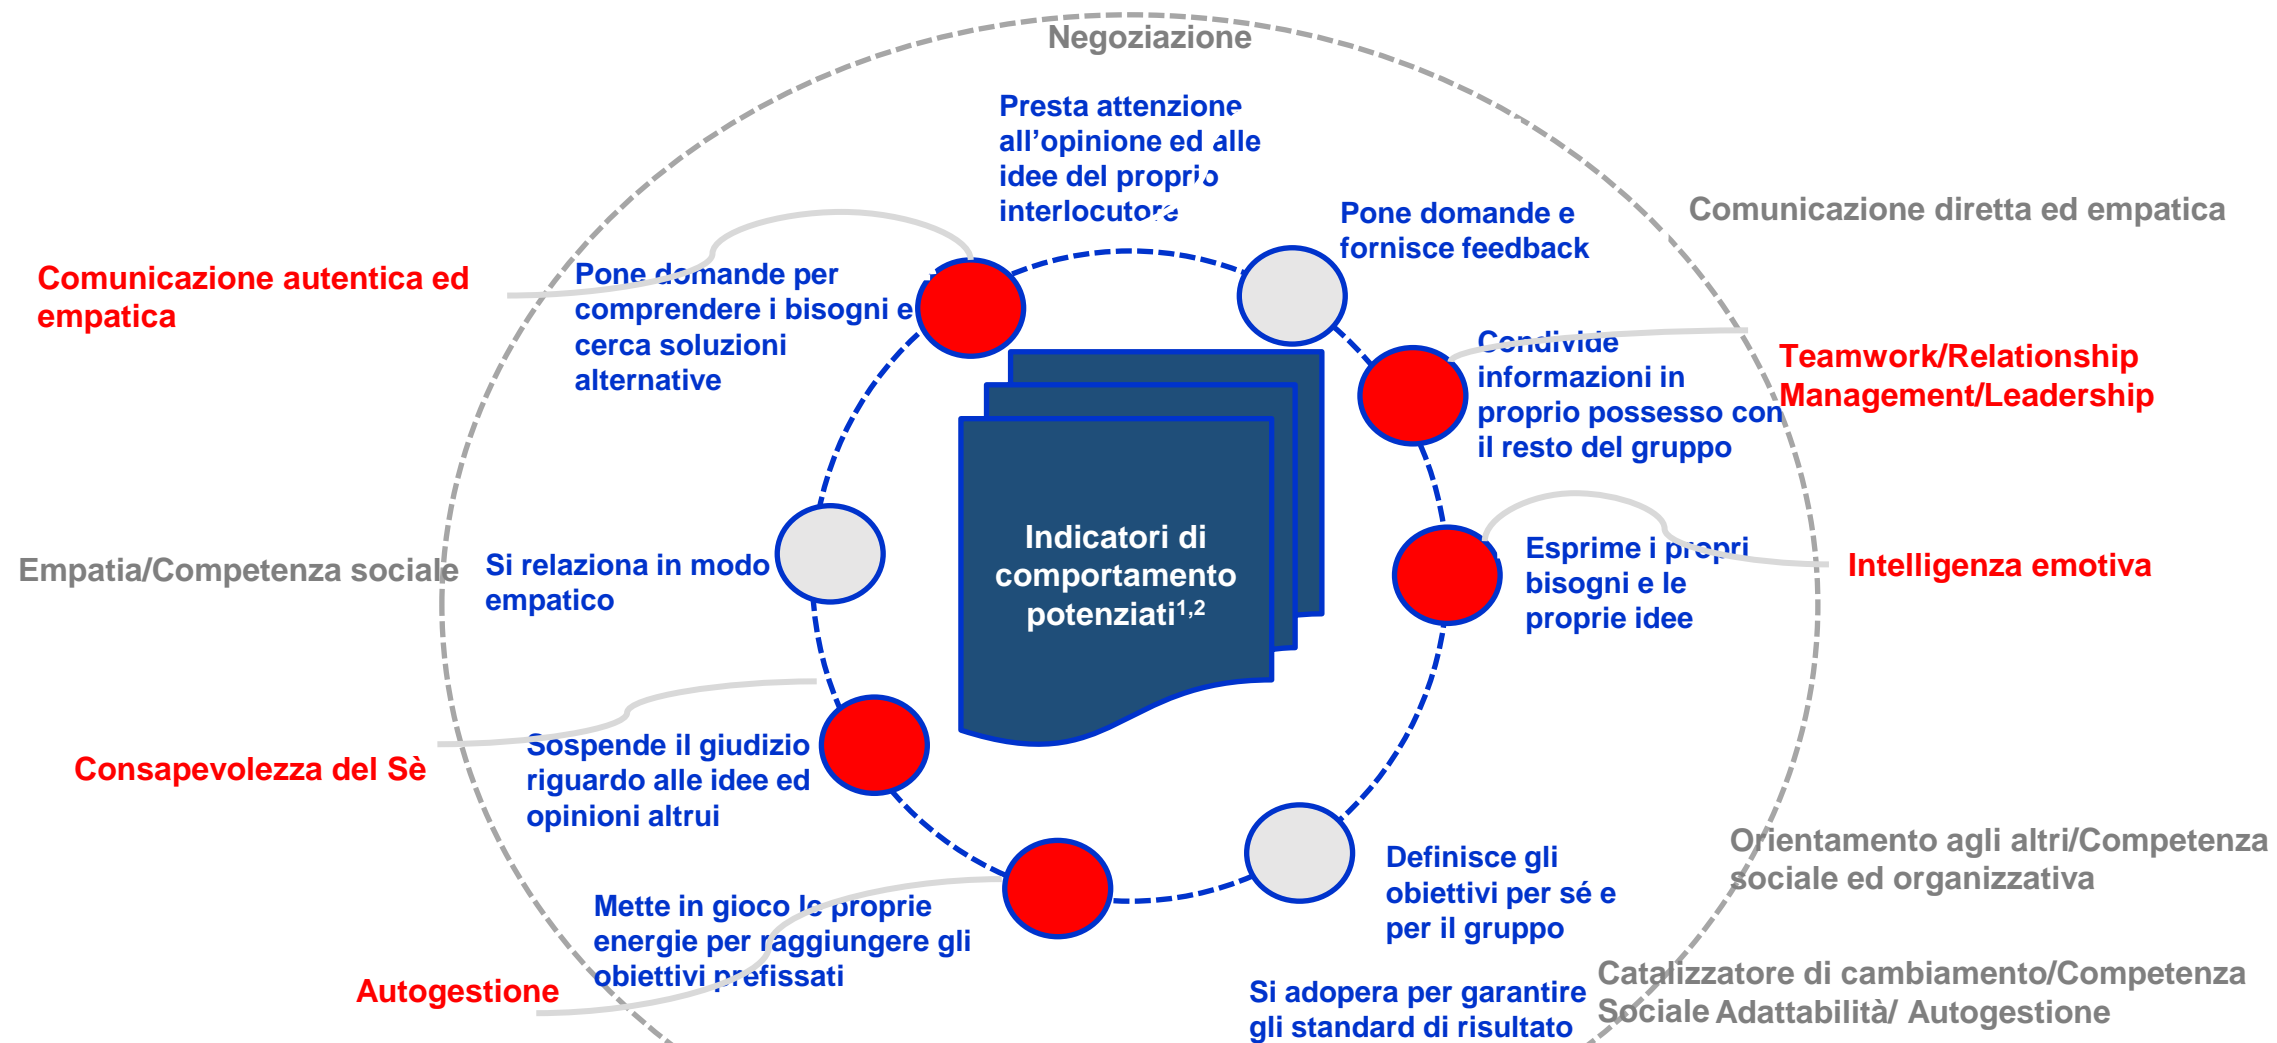 Negoziazione
Presta attenzione
all’opinione ed alle
idee del proprio
interlocutore
Pone domande e
fornisce feedback
Comunicazione diretta ed empatica
Comunicazione autentica ed
empatica
Pone domande per
comprendere i bisogni e
cerca soluzioni
alternative
Condivide
informazioni in
proprio possesso con
il resto del gruppo
Teamwork/Relationship
Management/Leadership
Indicatori di
comportamento
potenziati1,2
Empatia/Competenza sociale
Si relaziona in modo
empatico
Esprime i propri
bisogni e le
proprie idee
Intelligenza emotiva
Consapevolezza del Sè
Sospende il giudizio
riguardo alle idee ed
opinioni altrui
Orientamento agli altri/Competenza
sociale ed organizzativa
Definisce gli
obiettivi per sé e
per il gruppo
Mette in gioco le proprie
energie per raggiungere gli
obiettivi prefissati
Autogestione
Si adopera per garantire
gli standard di risultato
Catalizzatore di cambiamento/Competenza
Sociale Adattabilità/ Autogestione